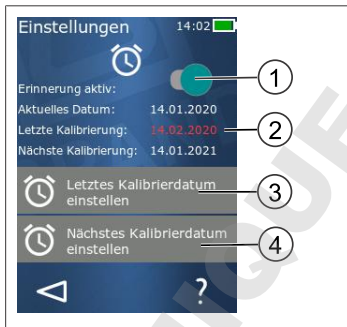 Einstellungen 14:02
Erinnerung aktiv:
1
Aktuelles Datum: 14.01.2020
Letzte Kalibrierung: 14.02.2020
2
Nächste Kalibrierung: 14.01.2021
Letztes Kalibrierdatum
einstellen
3
Nächstes Kalibrierdatum
einstellen
4
?